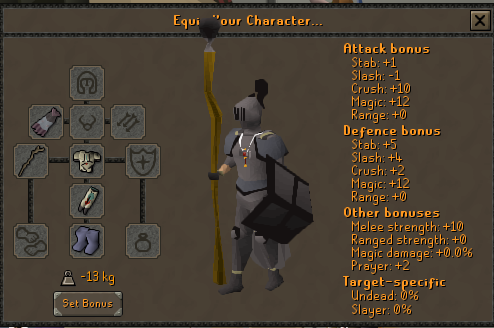 Equip Your Character...
Attack bonus
Stab: +1
Slash: -1
Crush: +10
Magic: +12
Range: +0
Defence bonus
Stab: +5
Slash: +4
Crush: +2
Magic: +12
Range: +0
Other bonuses
Melee strength: +10
Ranged strength: +0
Magic damage: +0.0%
Prayer: +2
Target-specific
Undead: 0%
Slayer: 0%
-13 kg
Set Bonus